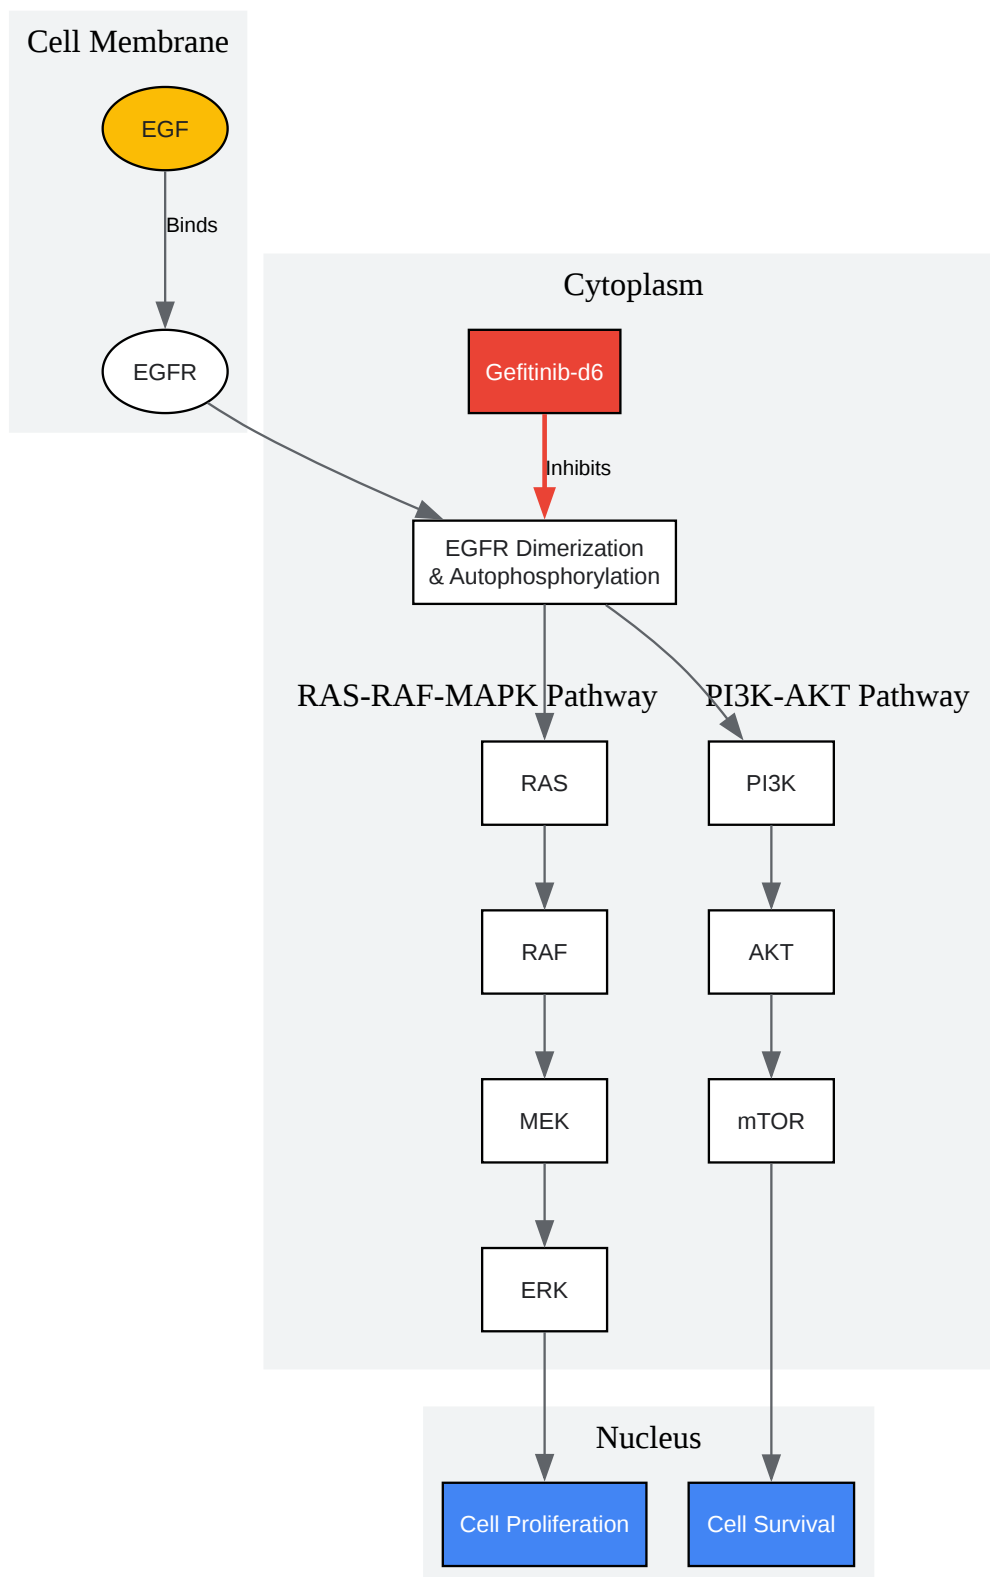 Cell Membrane
EGF
Binds
EGFR
Cytoplasm
Gefitinib-d6
Inhibits
EGFR Dimerization
& Autophosphorylation
RAS-RAF-MAPK Pathway
PI3K-AKT Pathway
RAS
PI3K
RAF
AKT
MEK
mTOR
ERK
Nucleus
Cell Proliferation
Cell Survival